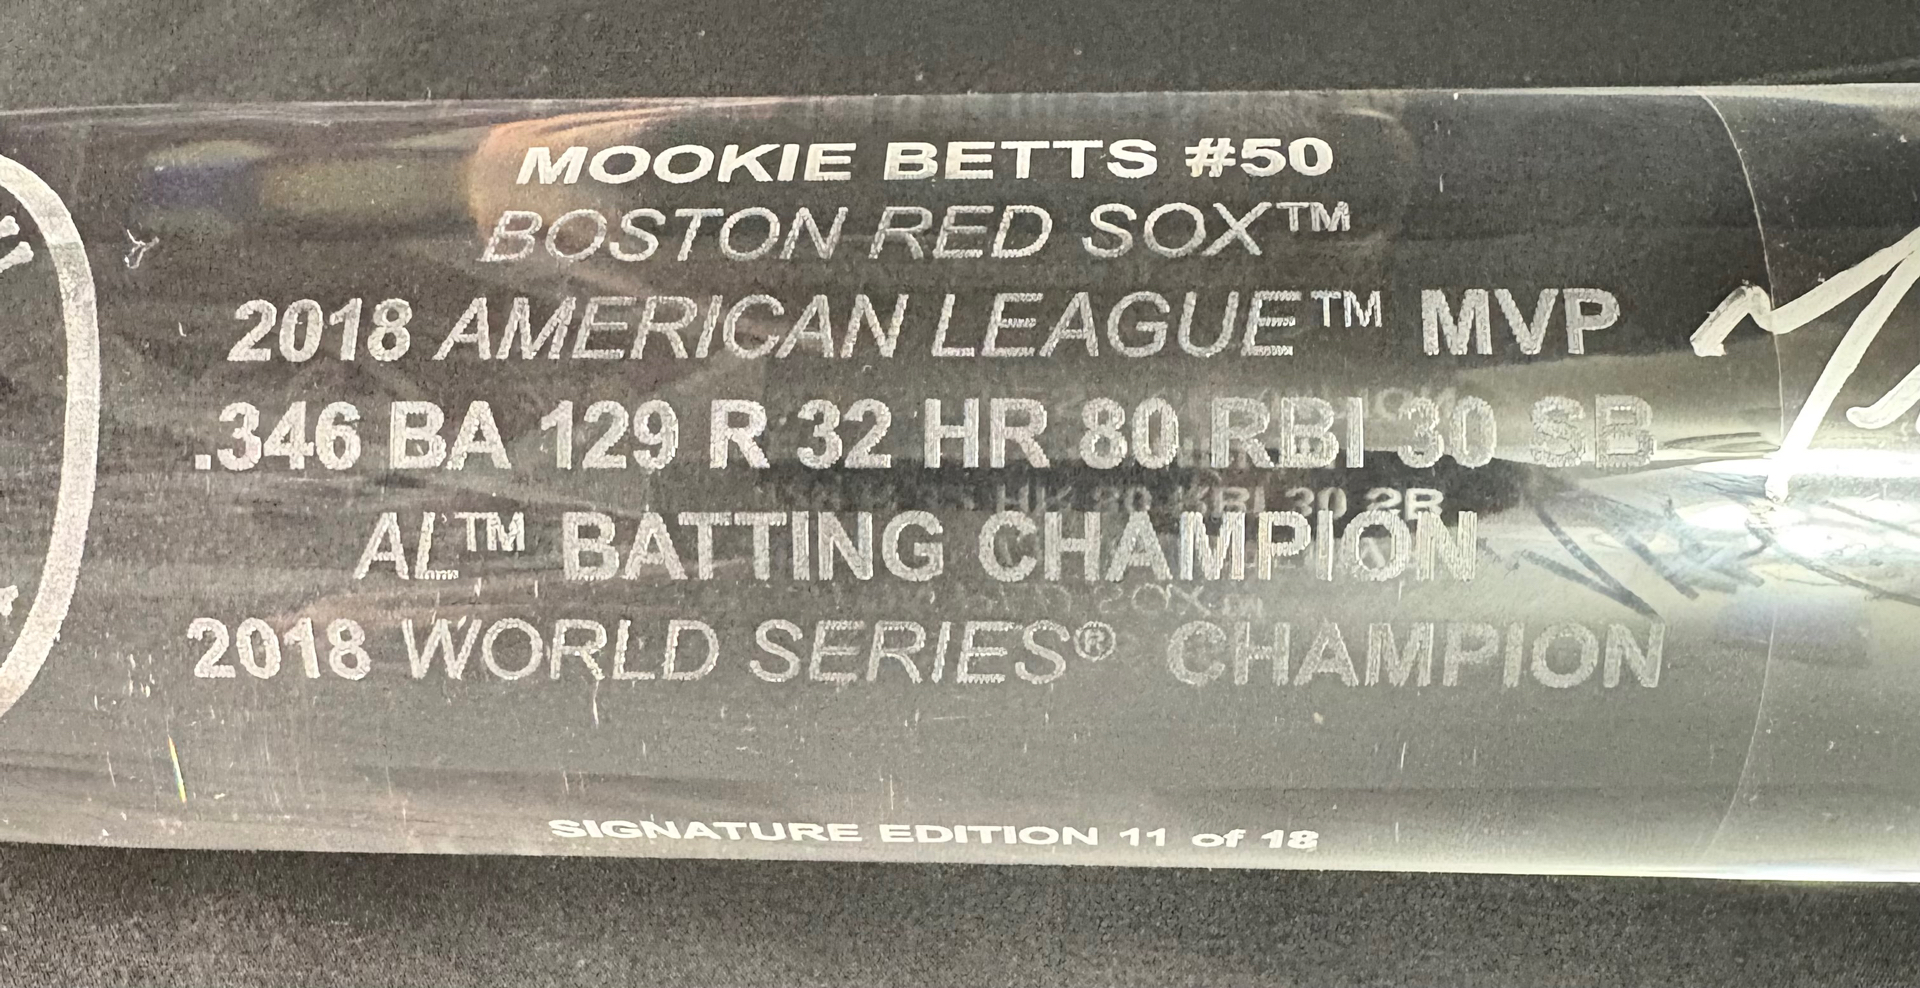 MOOKIE BETTS #50
BOSTON RED SOX™
2018 AMERICAN LEAGUE™ MVP
.346 BA 129 R 32 HR 80 RBI 30 SB
AL™ BATTING CHAMPION
2018 WORLD SERIES® CHAMPION
SIGNATURE EDITION 11 of 18